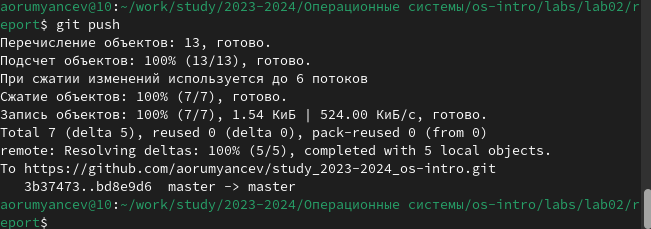 aorumyancev@10:~/work/study/2023-2024/Операционные системы/os-intro/labs/lab02/r
eport$ git push
Перечисление объектов: 13, готово.
Подсчет объектов: 100% (13/13), готово.
При сжатии изменений используется до 6 потоков
Сжатие объектов: 100% (7/7), готово.
Запись объектов: 100% (7/7), 1.54 КиБ | 524.00 КиБ/с, готово.
Total 7 (delta 5), reused 0 (delta 0), pack-reused 0 (from 0)
remote: Resolving deltas: 100% (5/5), completed with 5 local objects.
To https://github.com/aorumyancev/study_2023-2024_os-intro.git
   3b37473..bd8e9d6  master -> master
aorumyancev@10:~/work/study/2023-2024/Операционные системы/os-intro/labs/lab02/r
eport$